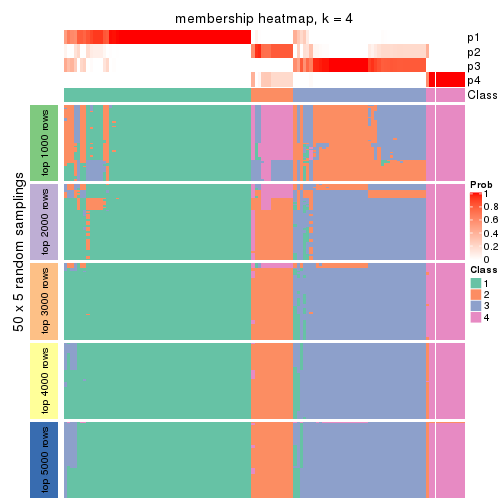 membership heatmap, k = 4
p1
p2
p3
p4
Class
50 x 5 random samplings
top 1000 rows
top 2000 rows
top 3000 rows
top 4000 rows
top 5000 rows
Prob
1
0.8
0.6
0.4
0.2
0
Class
1
2
3
4